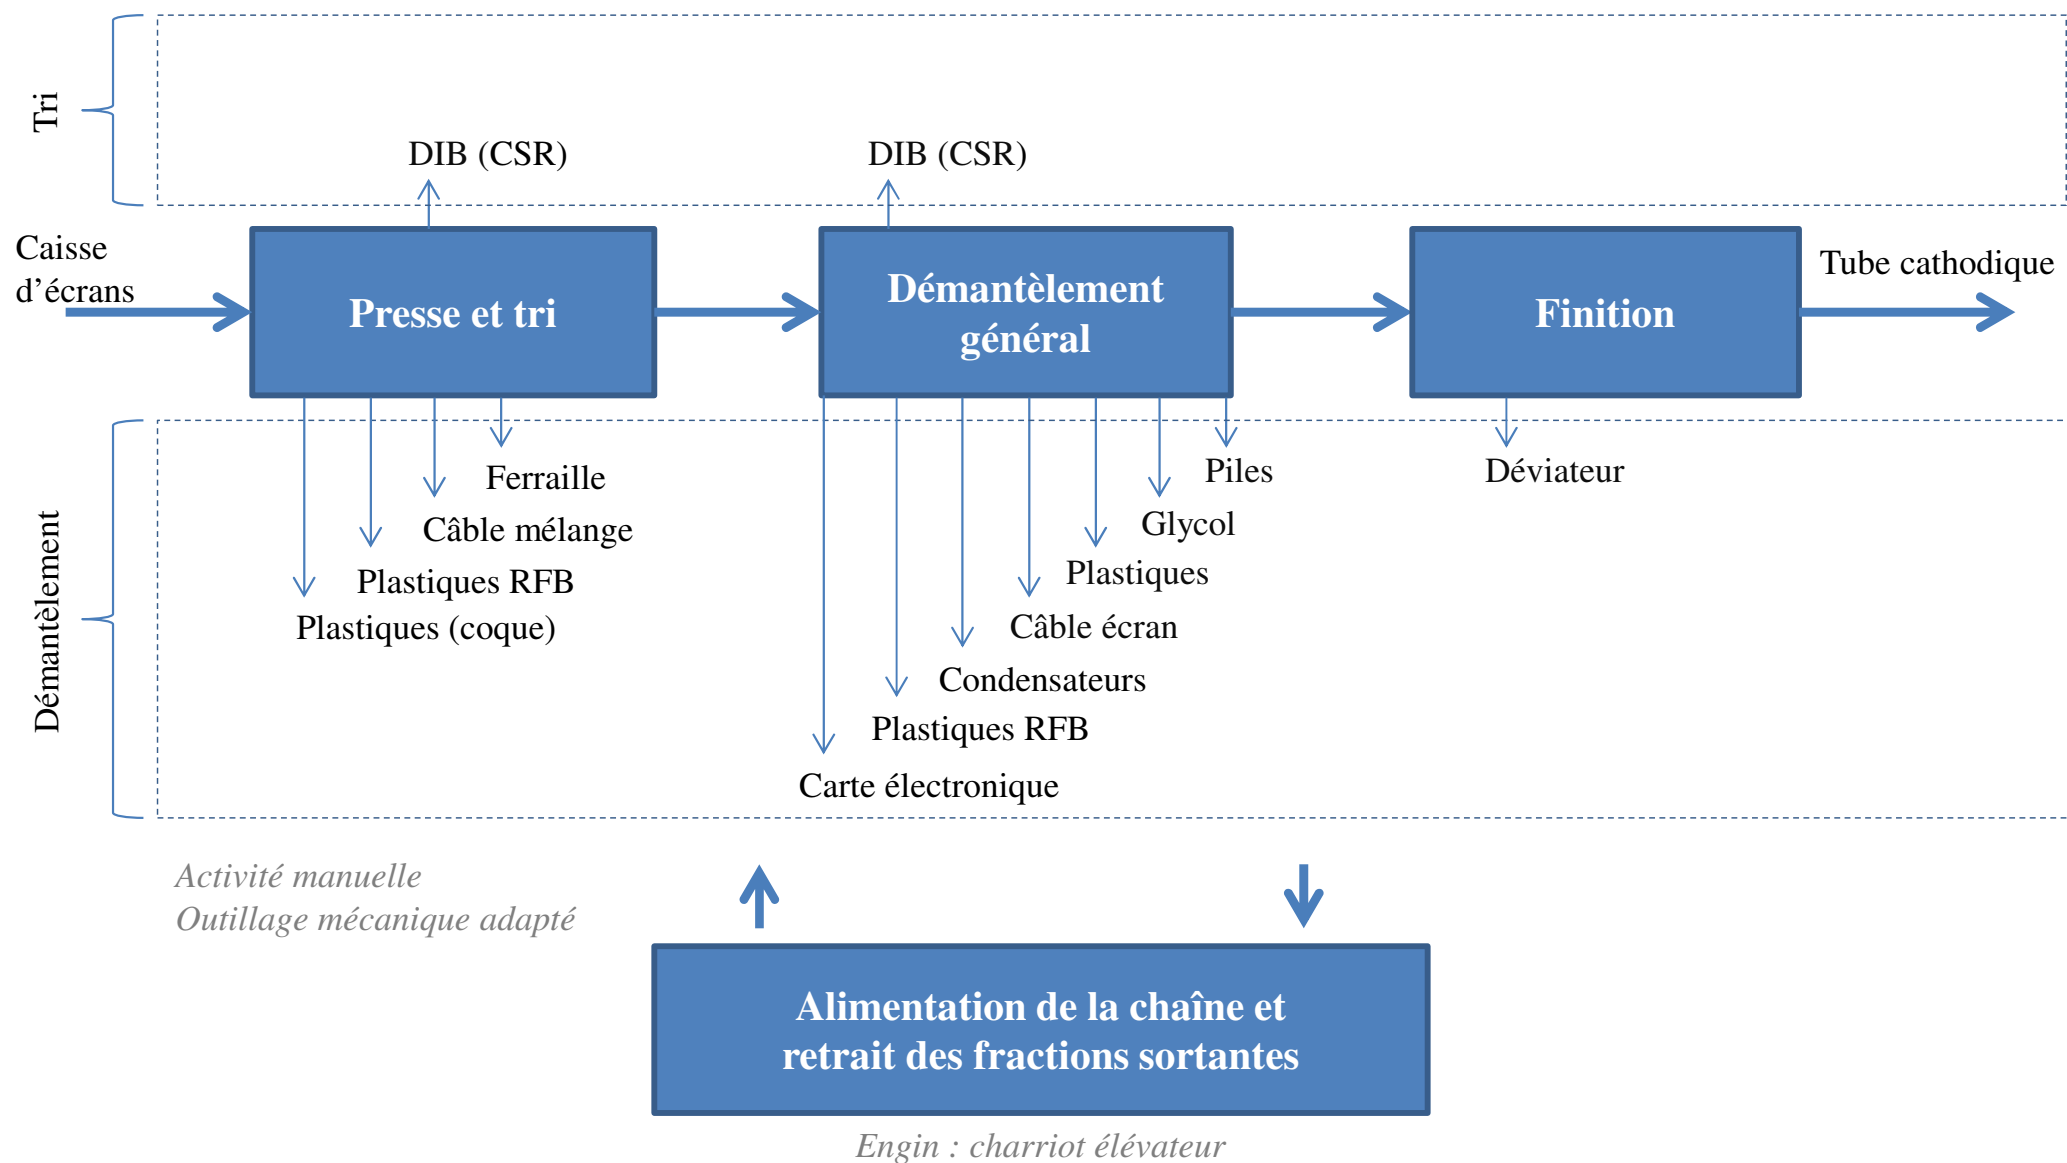 Tri
DIB (CSR)
DIB (CSR)
Caisse
d’écrans
Presse et tri
Démantèlement
général
Finition
Tube cathodique
Démantèlement
Ferraille
Câble mélange
Plastiques RFB
Plastiques (coque)
Piles
Glycol
Plastiques
Câble écran
Condensateurs
Plastiques RFB
Carte électronique
Déviateur
Activité manuelle
Outillage mécanique adapté
Alimentation de la chaîne et
retrait des fractions sortantes
Engin : charriot élévateur